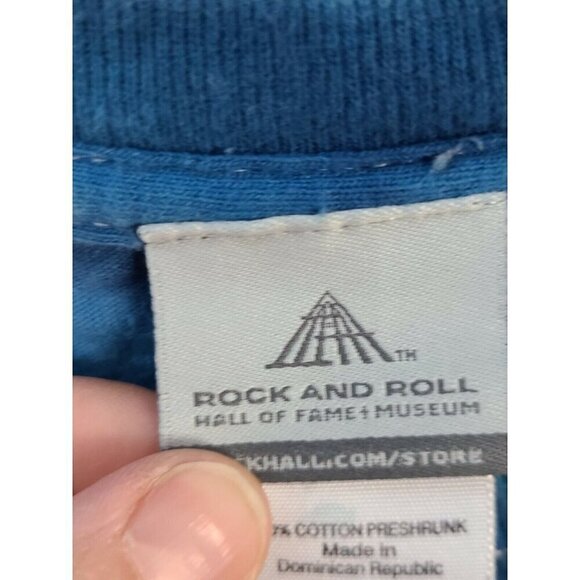 TM
ROCK AND ROLL
HALL OF FAME + MUSEUM
KHALL.COM/STORE
% COTTON PRESHRUNK
Made in
Dominican Republic